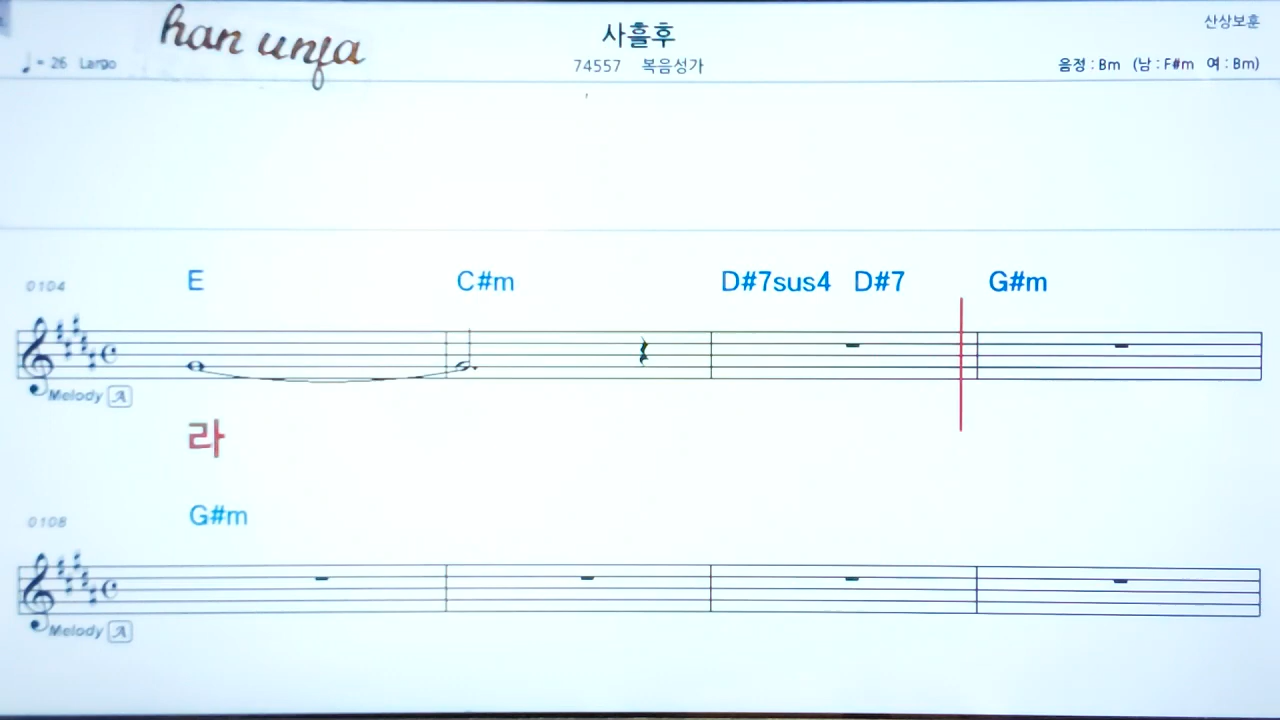 han unja
사흘후
산상보훈
♩= 26 Largo
74557 복음성가
음정 : Bm (남 : F#m 여 : Bm)
0104
E C#m D#7sus4 D#7 G#m
Melody A
라
0108
G#m
Melody A